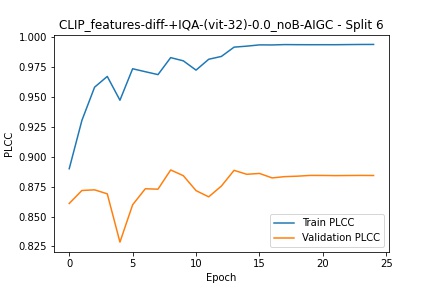 CLIP_features-diff-+IQA-(vit-32)-0.0_noB-AIGC - Split 6
1.000
0.975
0.950
0.925
0.900
0.875
0.850
0.825
PLCC
Train PLCC
Validation PLCC
0 5 10 15 20 25
Epoch